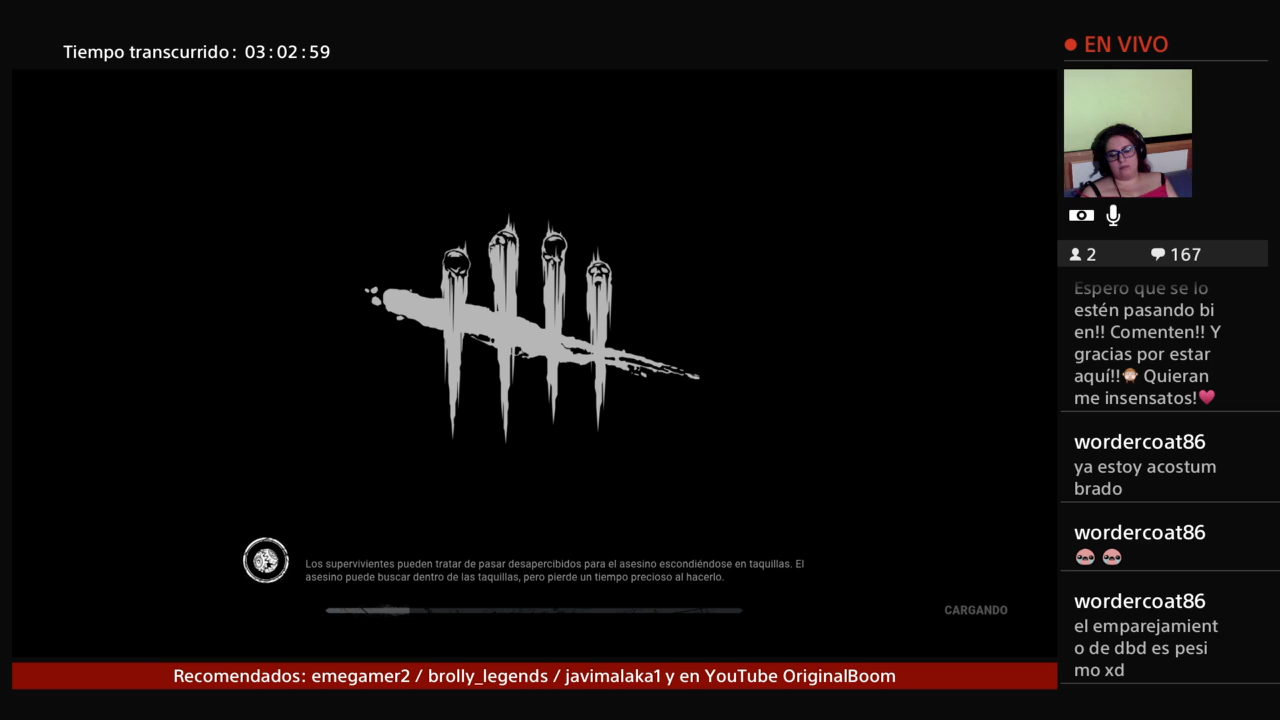 Tiempo transcurrido: 03:02:59
EN VIVO
2 167
Espero que se lo
estén pasando bi
en!! Comenten!! Y
gracias por estar
aquí!!🙊 Quieran
me insensatos!💗
wordercoat86
ya estoy acostum
brado
wordercoat86
wordercoat86
el emparejamient
o de dbd es pesi
mo xd
Los supervivientes pueden tratar de pasar desapercibidos para el asesino escondiéndose en taquillas. El
asesino puede buscar dentro de las taquillas, pero pierde un tiempo precioso al hacerlo.
CARGANDO
Recomendados: emegamer2 / brolly_legends / javimalaka1 y en YouTube OriginalBoom